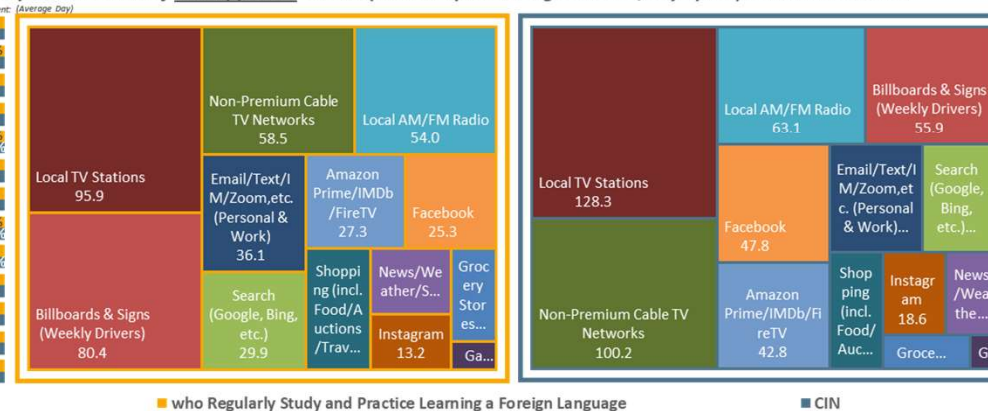 (Average Day)
Local TV Stations
95.9
Billboards & Signs
(Weekly Drivers)
80.4
Non-Premium Cable
TV Networks
58.5
Local AM/FM Radio
54.0
Email/Text/I
M/Zoom,etc.
(Personal &
Work)
36.1
Amazon
Prime/IMDb
/FireTV
27.3
Facebook
25.3
Search
(Google, Bing,
etc.)
29.9
Shoppi
ng (incl.
Food/A
uctions
/Trav...
News/We
ather/S...
Instagram
13.2
Groc
ery
Stor
es...
Ga...
Local TV Stations
128.3
Non-Premium Cable TV
Networks
100.2
Local AM/FM Radio
63.1
Billboards & Signs
(Weekly Drivers)
55.9
Facebook
47.8
Email/Text/I
M/Zoom,et
c. (Personal
& Work)...
Search
(Google,
Bing,
etc.)...
Amazon
Prime/IMDb/Fi
reTV
42.8
Shop
ping
(incl.
Food/
Auc...
Instagr
am
18.6
News
/Wea
the...
Groce...
G
who Regularly Study and Practice Learning a Foreign Language
CIN